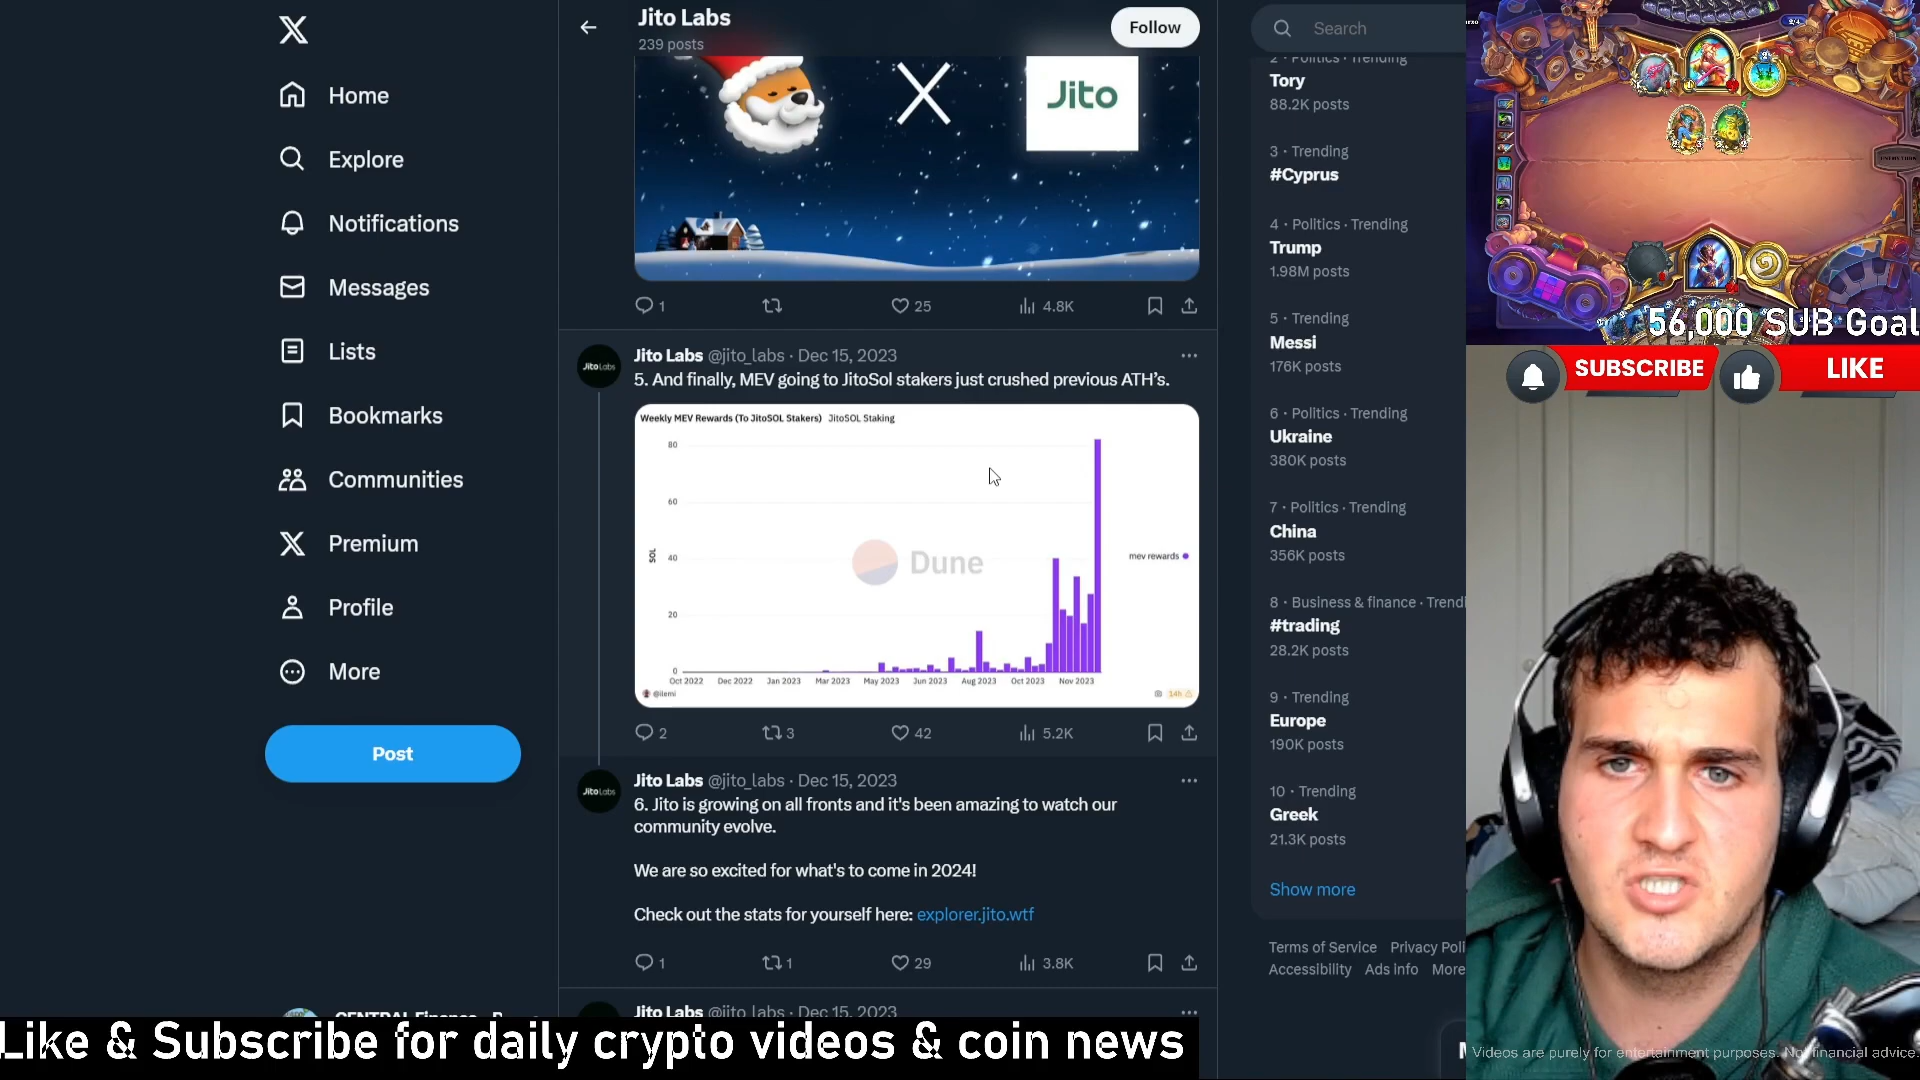 Home
Explore
Notifications
Messages
Lists
Bookmarks
Communities
Premium
Profile
More
Post
Jito Labs
239 posts
Follow
Jito
1
25
4.8K
Jito Labs @jito_labs · Dec 15, 2023
JitoLabs
5. And finally, MEV going to JitoSol stakers just crushed previous ATH's.
Weekly MEV Rewards (To JitoSOL Stakers) JitoSOL Staking
80
60
40
20
0
SOL
Dune
mev rewards
Oct 2022 Dec 2022 Jan 2023 Mar 2023 May 2023 Jun 2023 Aug 2023 Oct 2023 Nov 2023
@ilemi
14h
2
3
42
5.2K
Jito Labs @jito_labs · Dec 15, 2023
JitoLabs
6. Jito is growing on all fronts and it's been amazing to watch our
community evolve.
We are so excited for what's to come in 2024!
Check out the stats for yourself here: explorer.jito.wtf
1
1
29
3.8K
Jito Labs @jito_labs · Dec 15, 2023
Search
2 · Politics · Trending
Tory
88.2K posts
3 · Trending
#Cyprus
4 · Politics · Trending
Trump
1.98M posts
5 · Trending
Messi
176K posts
6 · Politics · Trending
Ukraine
380K posts
7 · Politics · Trending
China
356K posts
8 · Business & finance · Trendi
#trading
28.2K posts
9 · Trending
Europe
190K posts
10 · Trending
Greek
21.3K posts
Show more
Terms of Service Privacy Poli
Accessibility Ads info More
56,000 SUB Goal
SUBSCRIBE
LIKE
Like & Subscribe for daily crypto videos & coin news
Videos are purely for entertainment purposes. Not financial advice.